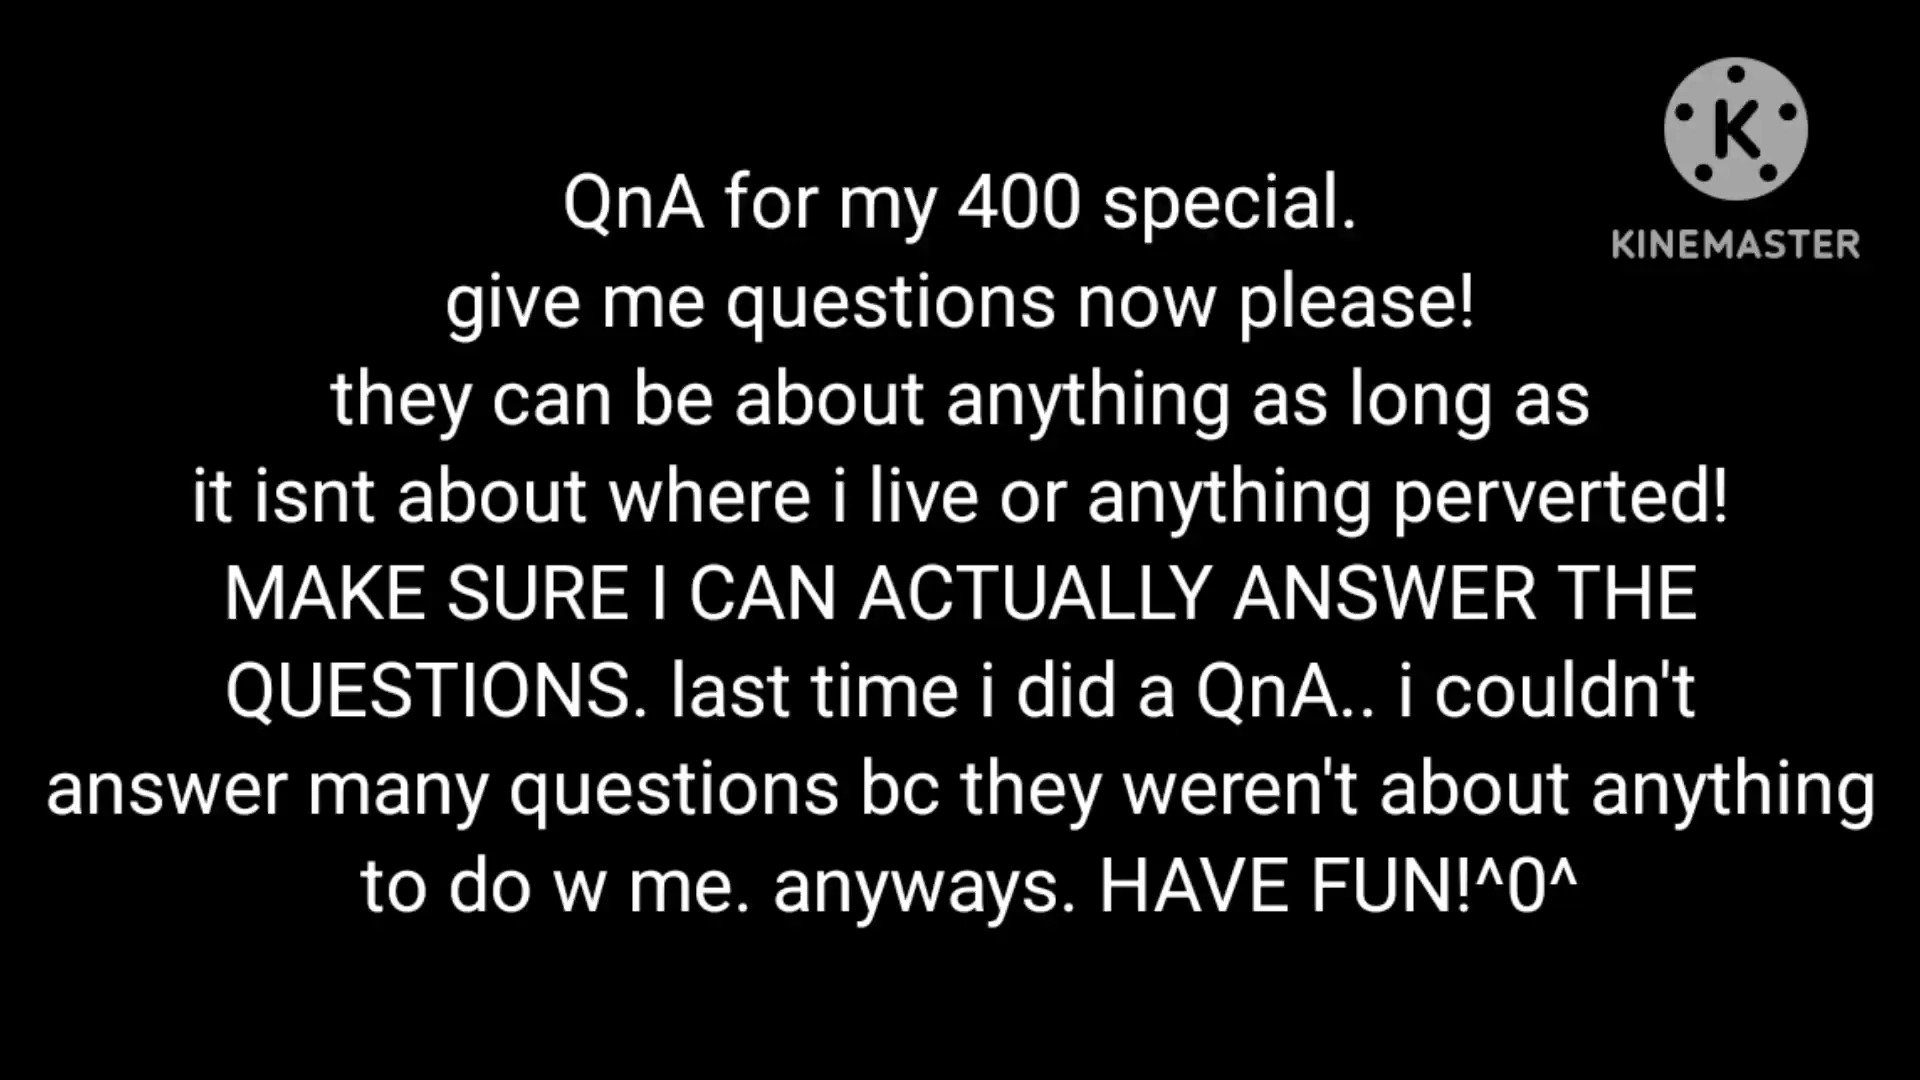 QnA for my 400 special.
give me questions now please!
they can be about anything as long as
it isnt about where i live or anything perverted!
MAKE SURE I CAN ACTUALLY ANSWER THE
QUESTIONS. last time i did a QnA.. i couldn't
answer many questions bc they weren't about anything
to do w me. anyways. HAVE FUN!^0^
K
KINEMASTER